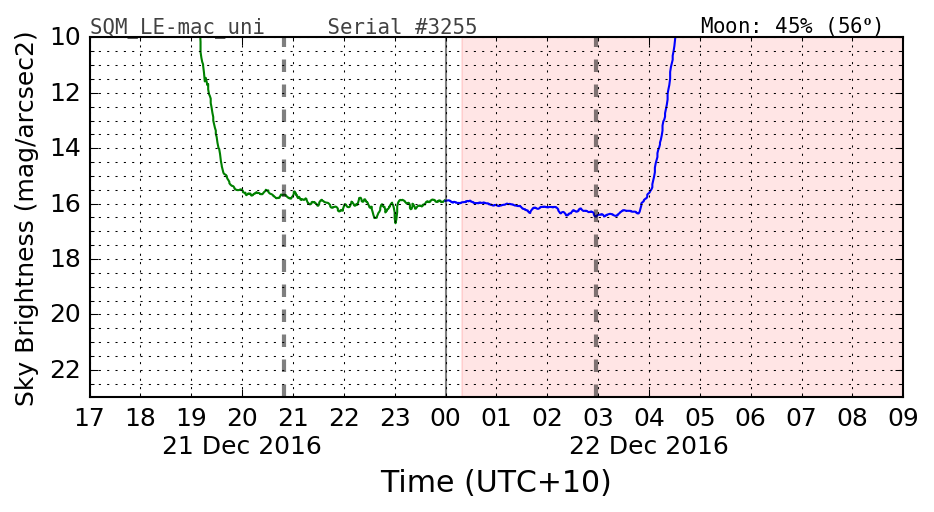 SQM_LE-mac_uni Serial #3255 Moon: 45% (56°)
Sky Brightness (mag/arcsec2)
10
12
14
16
18
20
22
17 18 19 20 21 22 23 00 01 02 03 04 05 06 07 08 09
21 Dec 2016 22 Dec 2016
Time (UTC+10)